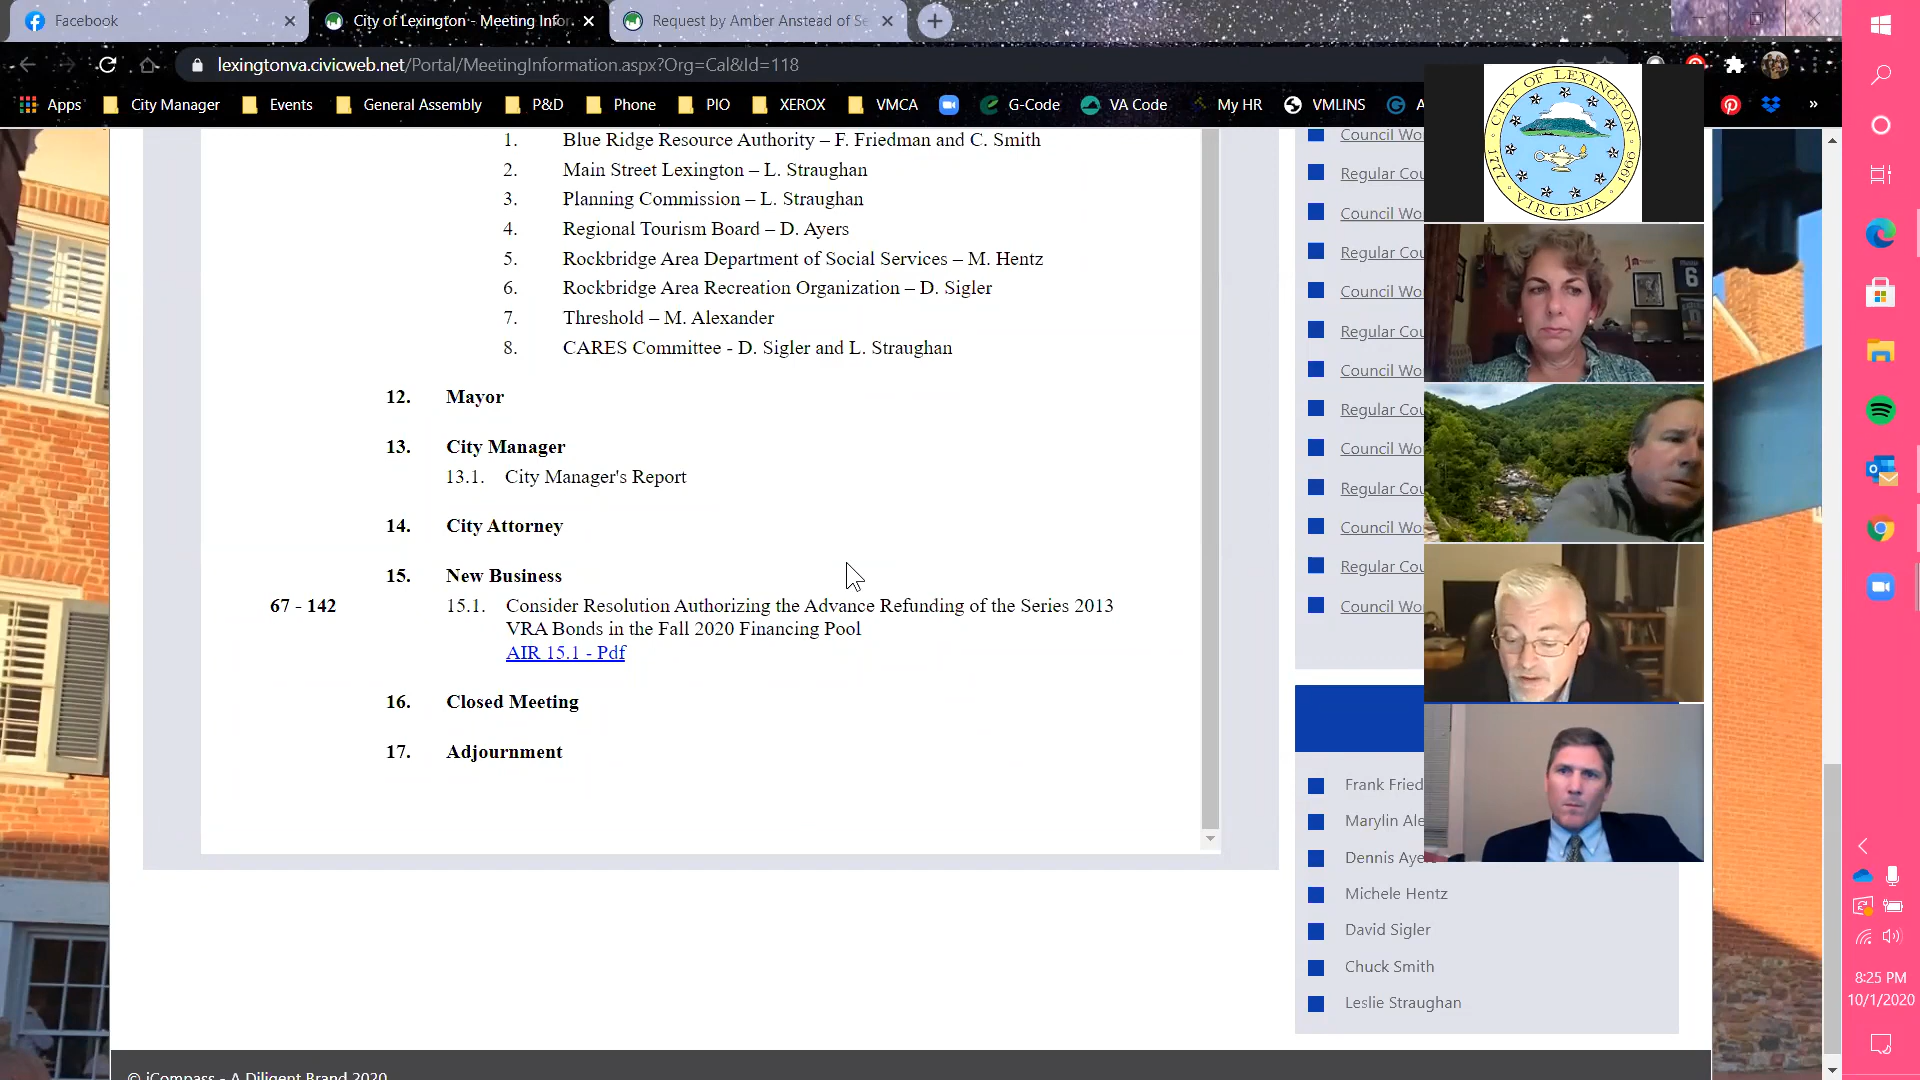 Facebook
City of Lexington - Meeting Infor
Request by Amber Anstead of Se
lexingtonva.civicweb.net/Portal/MeetingInformation.aspx?Org=Cal&Id=118
Apps City Manager Events General Assembly P&D Phone PIO XEROX VMCA G-Code VA Code My HR VMLINS A »
1. Blue Ridge Resource Authority – F. Friedman and C. Smith
2. Main Street Lexington – L. Straughan
3. Planning Commission – L. Straughan
4. Regional Tourism Board – D. Ayers
5. Rockbridge Area Department of Social Services – M. Hentz
6. Rockbridge Area Recreation Organization – D. Sigler
7. Threshold – M. Alexander
8. CARES Committee - D. Sigler and L. Straughan
12. Mayor
13. City Manager
13.1. City Manager's Report
14. City Attorney
15. New Business
67 - 142 15.1. Consider Resolution Authorizing the Advance Refunding of the Series 2013
VRA Bonds in the Fall 2020 Financing Pool
AIR 15.1 - Pdf
16. Closed Meeting
17. Adjournment
Council Wo
Regular Cou
Council Wo
Regular Cou
Council Wo
Regular Cou
Council Wo
Regular Cou
Council Wo
Regular Cou
Council Wo
Regular Cou
Council Wo
Frank Fried
Marylin Ale
Dennis Aye
Michele Hentz
David Sigler
Chuck Smith
Leslie Straughan
CITY OF LEXINGTON
1777 VIRGINIA 1966
6
8:25 PM
10/1/2020
© iCompass - A Diligent Brand 2020